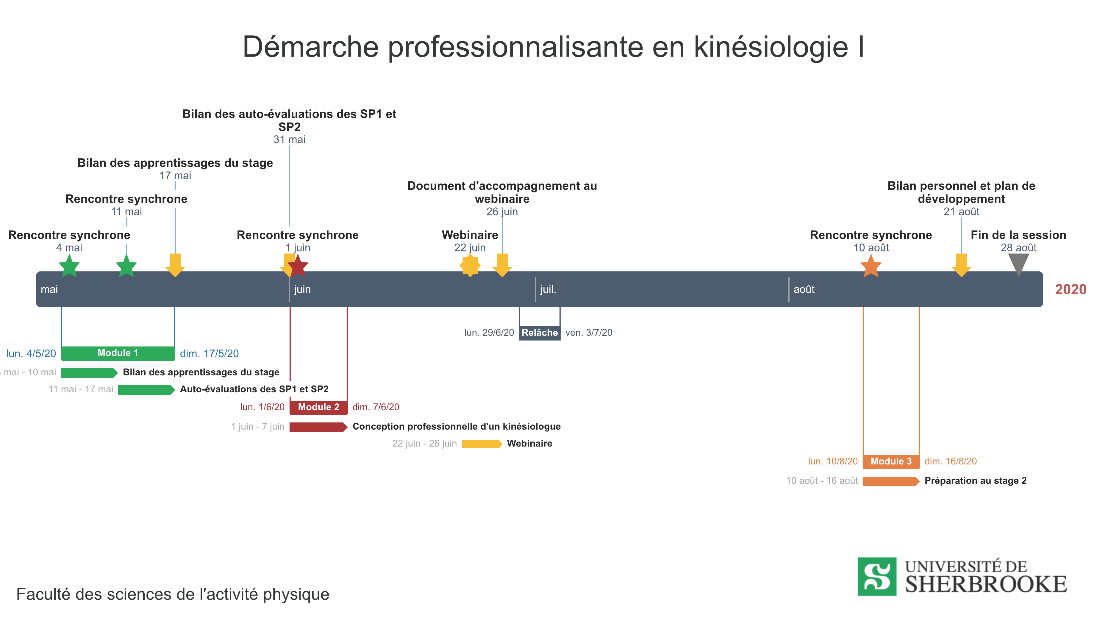 Démarche professionnalisante en kinésiologie I
Bilan des auto-évaluations des SP1 et
SP2
31 mai
Bilan des apprentissages du stage
17 mai
Rencontre synchrone
11 mai
Document d'accompagnement au
webinaire
26 juin
Bilan personnel et plan de
développement
21 août
Rencontre synchrone
4 mai
Rencontre synchrone
1 juin
Webinaire
22 juin
Rencontre synchrone
10 août
Fin de la session
28 août
mai juin juil. août 2020
lun. 29/6/20 Relâche ven. 3/7/20
lun. 4/5/20 Module 1 dim. 17/5/20
mai - 10 mai Bilan des apprentissages du stage
11 mai - 17 mai Auto-évaluations des SP1 et SP2
lun. 1/6/20 Module 2 dim. 7/6/20
1 juin - 7 juin Conception professionnelle d'un kinésiologue
22 juin - 26 juin Webinaire
lun. 10/8/20 Module 3 dim. 16/8/20
10 août - 16 août Préparation au stage 2
UNIVERSITÉ DE
SHERBROOKE
Faculté des sciences de l'activité physique